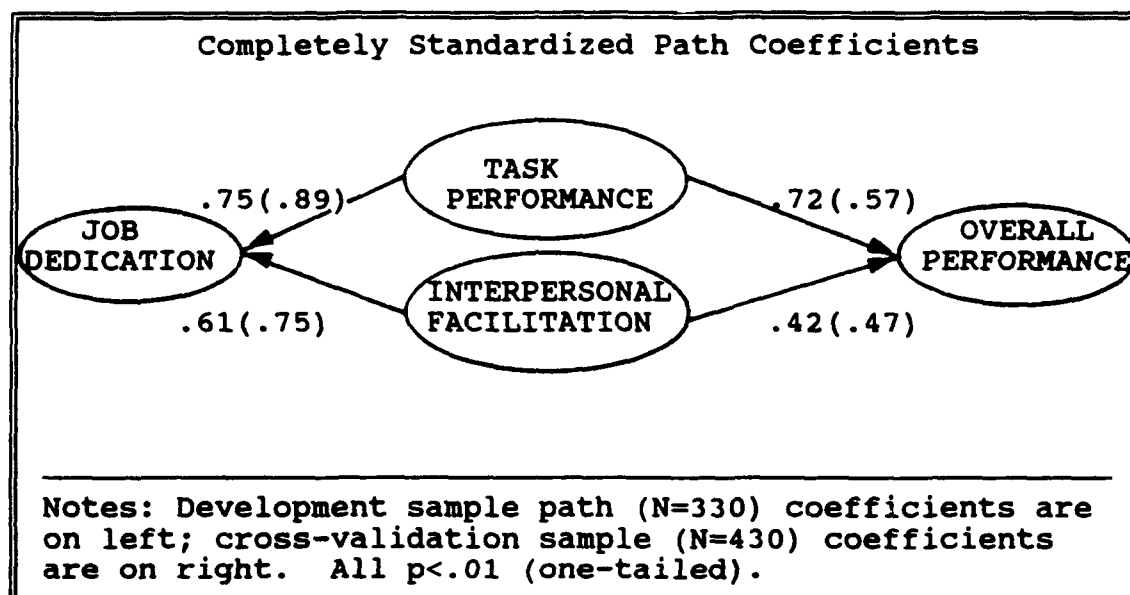 Completely Standardized Path Coefficients
TASK
PERFORMANCE
.75(.89)
.72(.57)
JOB
DEDICATION
OVERALL
PERFORMANCE
INTERPERSONAL
FACILITATION
.61(.75)
.42(.47)
Notes: Development sample path (N=330) coefficients are
on left; cross-validation sample (N=430) coefficients
are on right. All p<.01 (one-tailed).